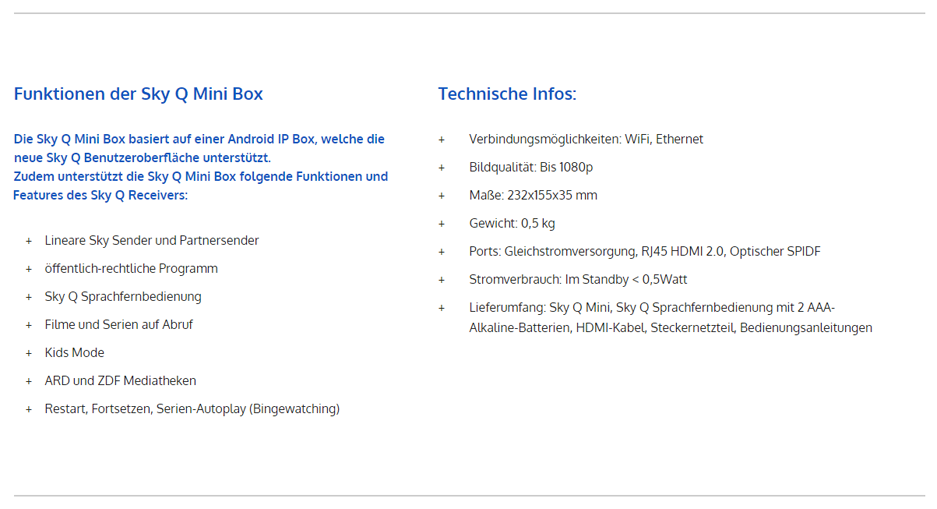 Funktionen der Sky Q Mini Box
Die Sky Q Mini Box basiert auf einer Android IP Box, welche die
neue Sky Q Benutzeroberfläche unterstützt.
Zudem unterstützt die Sky Q Mini Box folgende Funktionen und
Features des Sky Q Receivers:
+ Lineare Sky Sender und Partnersender
+ öffentlich-rechtliche Programm
+ Sky Q Sprachfernbedienung
+ Filme und Serien auf Abruf
+ Kids Mode
+ ARD und ZDF Mediatheken
+ Restart, Fortsetzen, Serien-Autoplay (Bingewatching)
Technische Infos:
+ Verbindungsmöglichkeiten: WiFi, Ethernet
+ Bildqualität: Bis 1080p
+ Maße: 232x155x35 mm
+ Gewicht: 0,5 kg
+ Ports: Gleichstromversorgung, RJ45 HDMI 2.0, Optischer SPIDF
+ Stromverbrauch: Im Standby < 0,5Watt
+ Lieferumfang: Sky Q Mini, Sky Q Sprachfernbedienung mit 2 AAA-
Alkaline-Batterien, HDMI-Kabel, Steckernetzteil, Bedienungsanleitungen